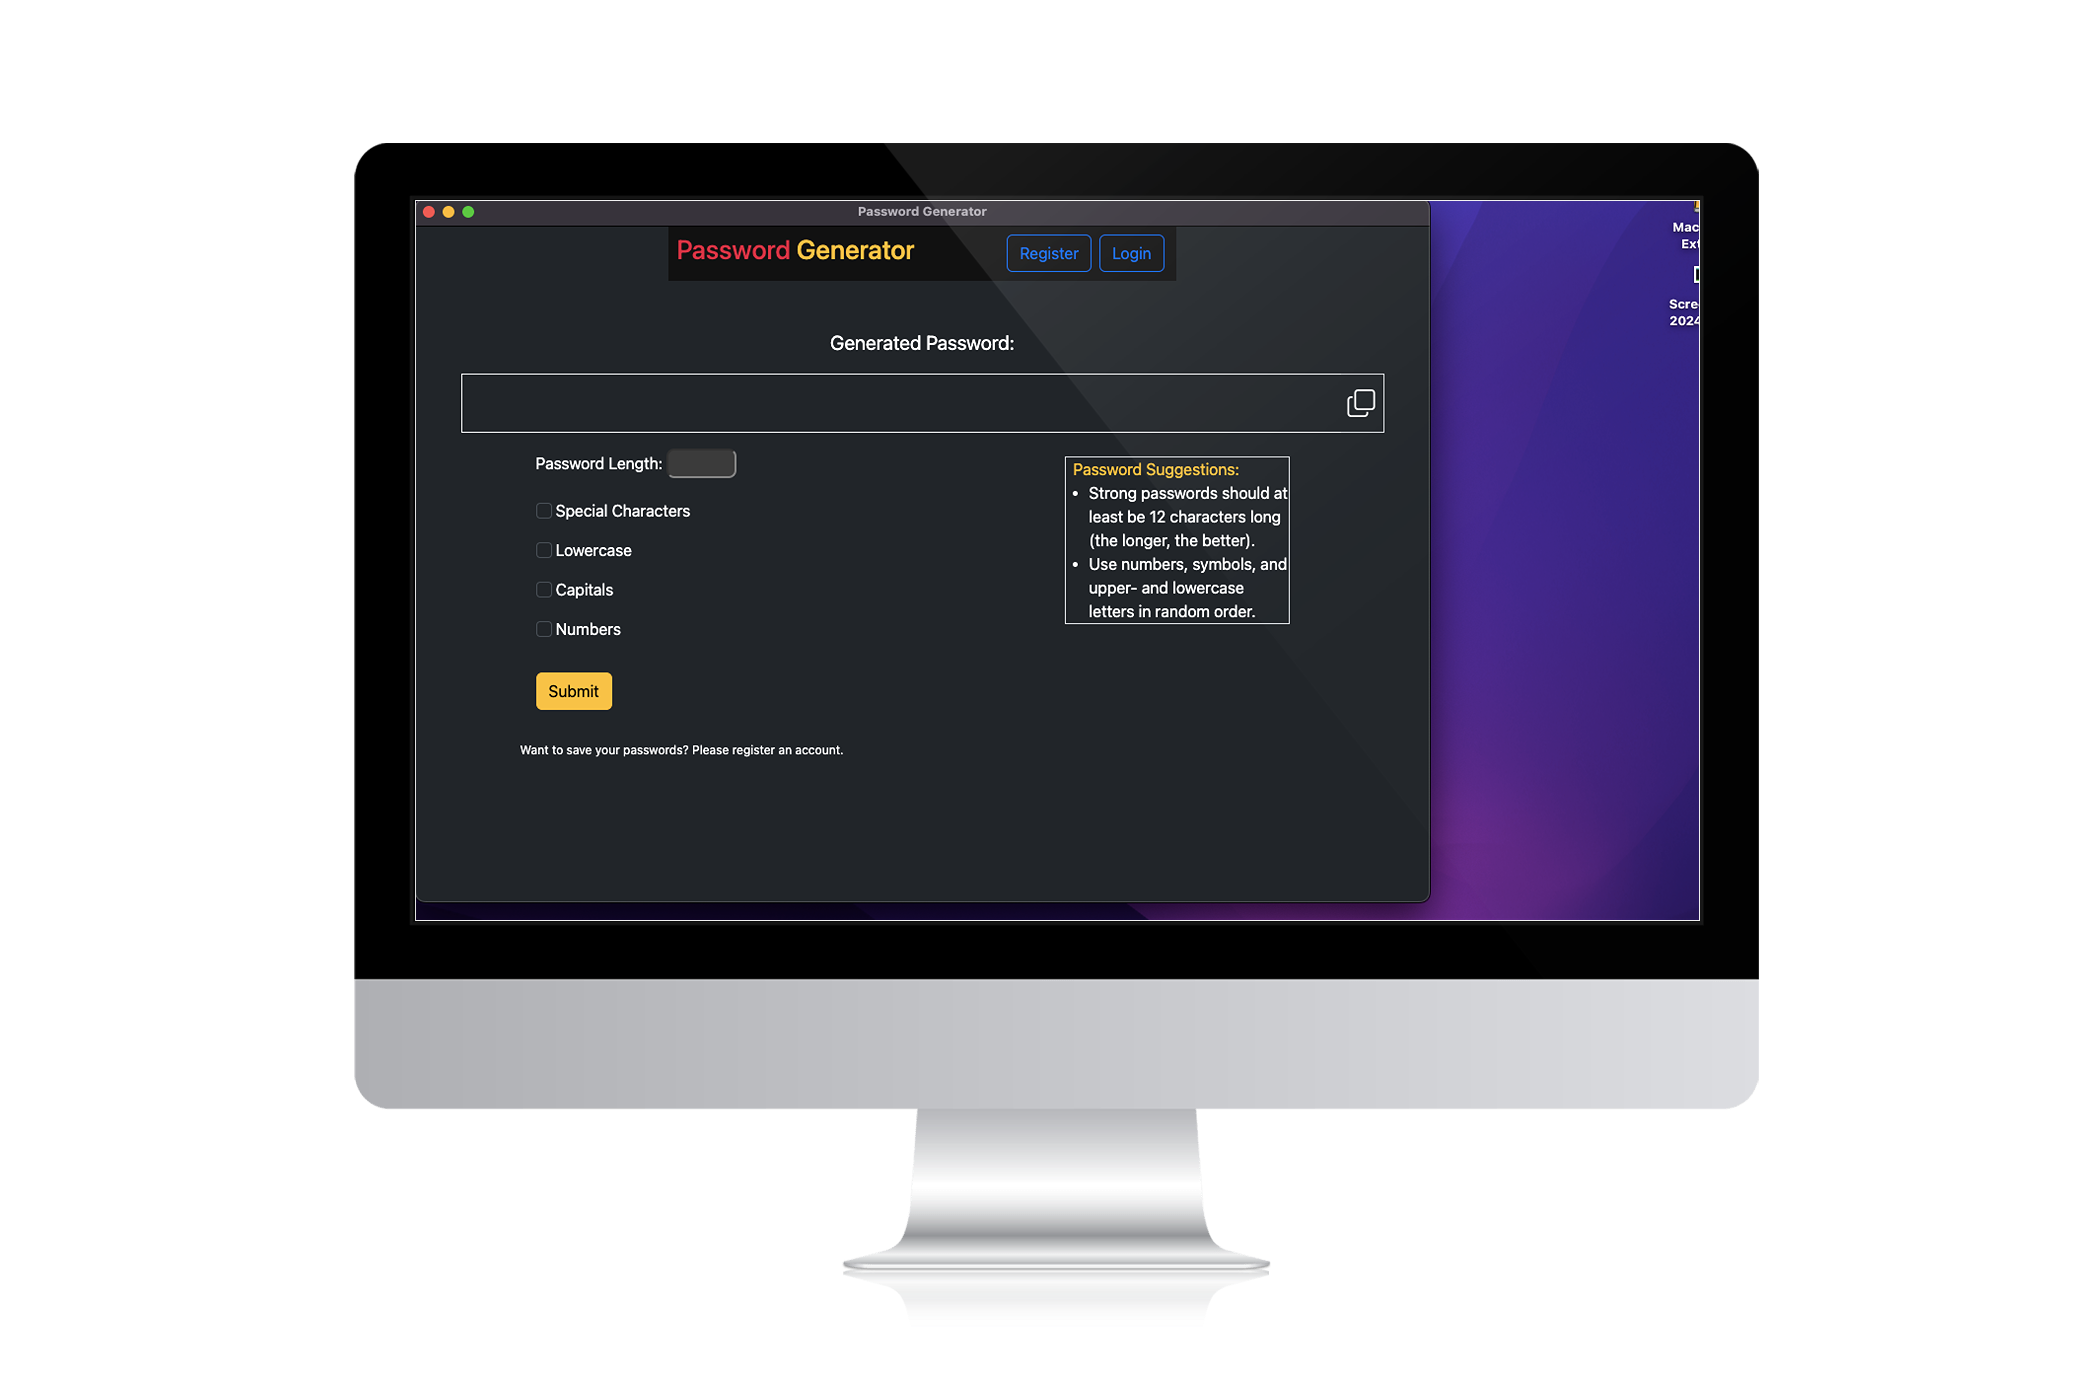 Password Generator
Password Generator
Register
Login
Generated Password:
Password Length:
Special Characters
Lowercase
Capitals
Numbers
Submit
Want to save your passwords? Please register an account.
Password Suggestions:
• Strong passwords should at
least be 12 characters long
(the longer, the better).
• Use numbers, symbols, and
upper- and lowercase
letters in random order.
Mac
Ext
Scre
2024